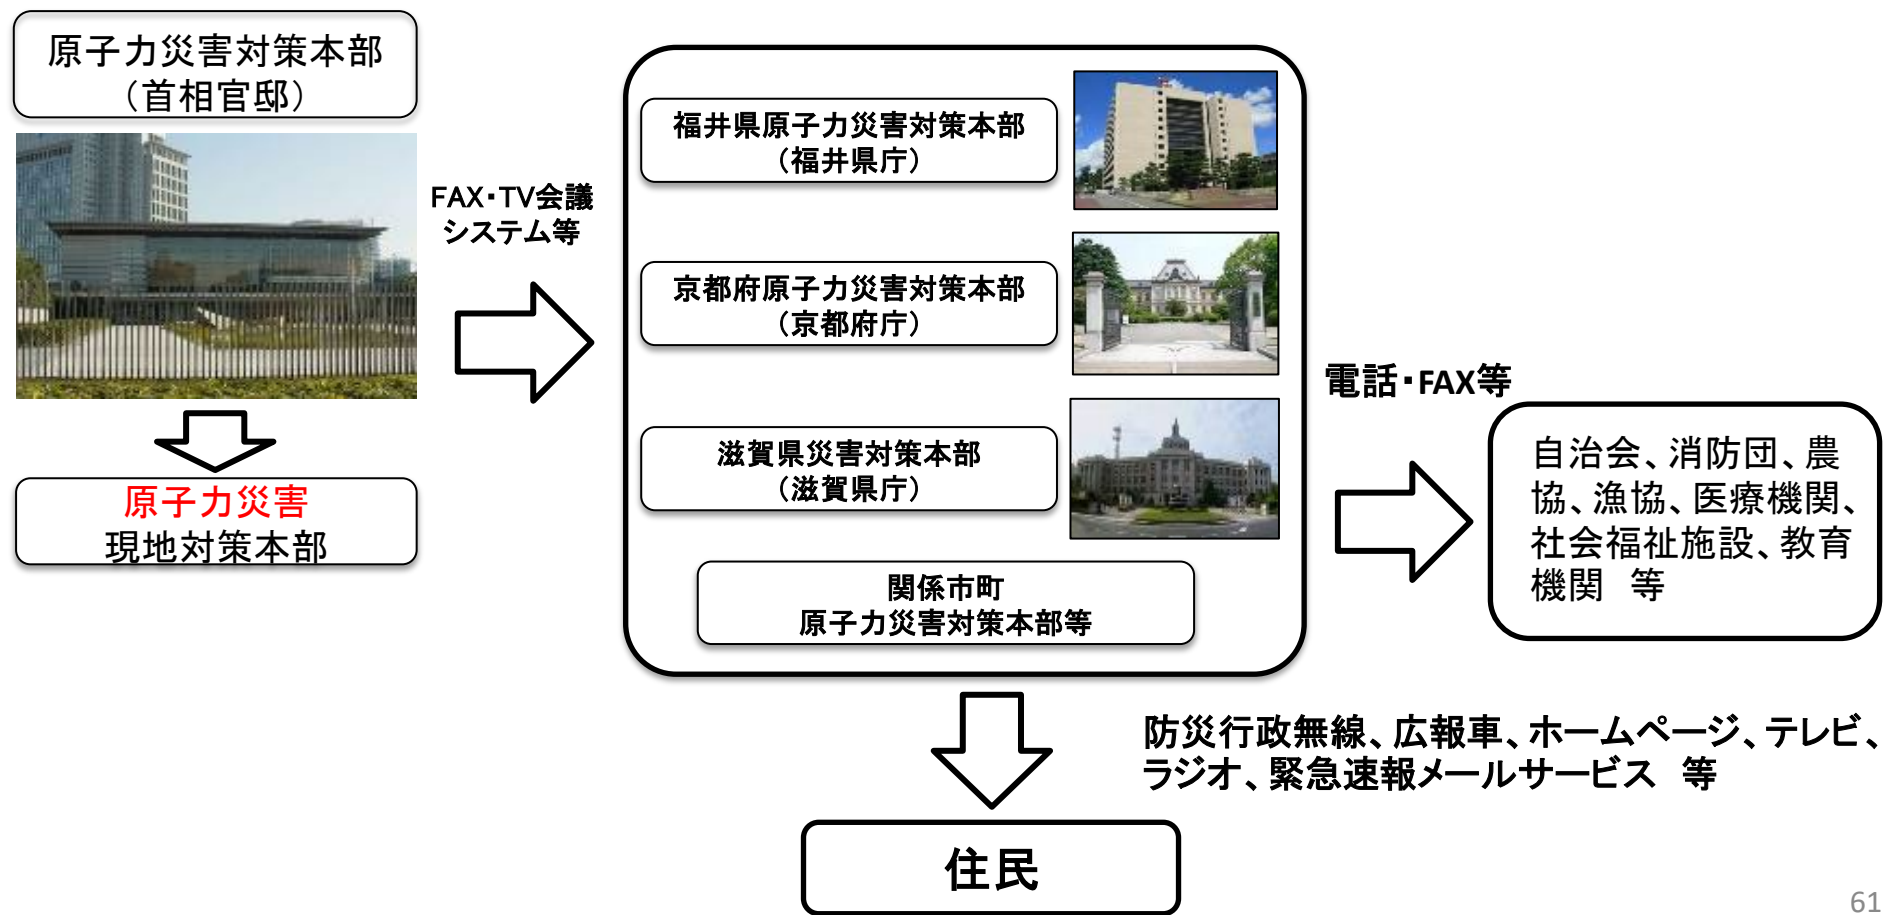 原子力災害対策本部
（首相官邸）
FAX・TV会議
システム等
原子力災害
現地対策本部
福井県原子力災害対策本部
（福井県庁）
京都府原子力災害対策本部
（京都府庁）
滋賀県災害対策本部
（滋賀県庁）
関係市町
原子力災害対策本部等
電話・FAX等
自治会、消防団、農
協、漁協、医療機関、
社会福祉施設、教育
機関　等
防災行政無線、広報車、ホームページ、テレビ、
ラジオ、緊急速報メールサービス　等
住民
61